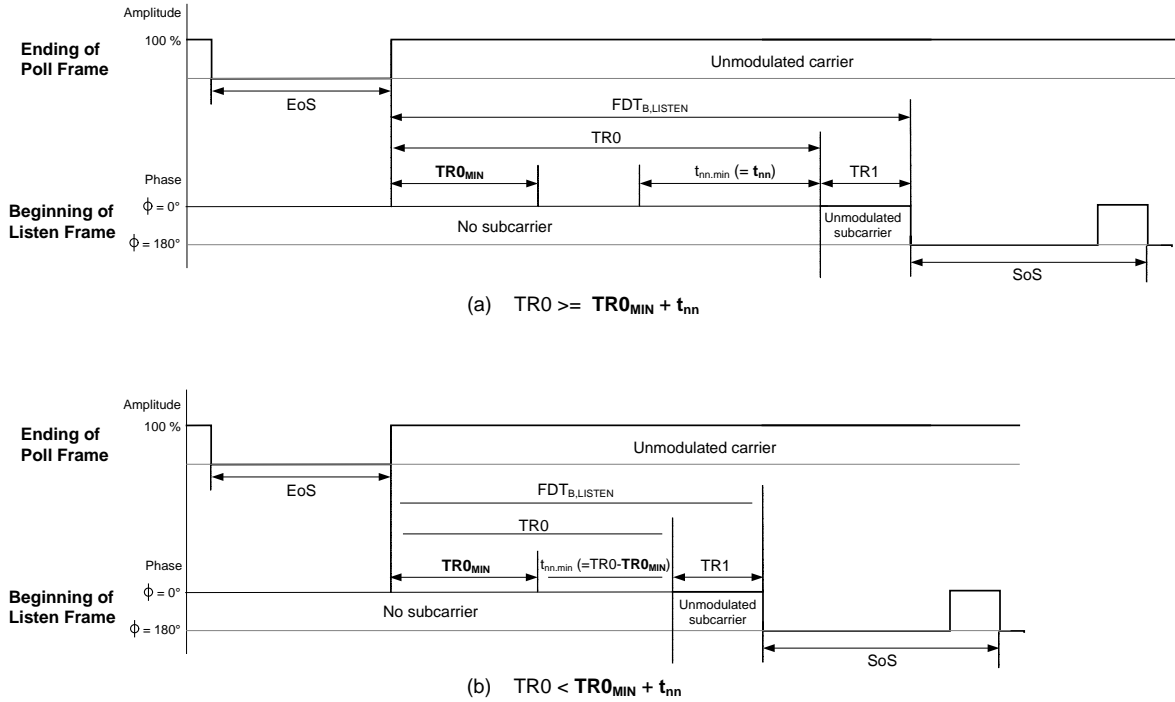 Amplitude
Ending of
Poll Frame
100 %
Unmodulated carrier
EoS
FDTB,LISTEN
TR0
TR0MIN
tnn.min (= tnn)
TR1
Phase
ϕ = 0°
Beginning of
Listen Frame
No subcarrier
Unmodulated
subcarrier
ϕ = 180°
SoS
(a) TR0 >= TR0MIN + tnn
Amplitude
Ending of
Poll Frame
100 %
Unmodulated carrier
EoS
FDTB,LISTEN
TR0
TR0MIN
tnn.min (=TR0-TR0MIN)
TR1
Phase
ϕ = 0°
Beginning of
Listen Frame
No subcarrier
Unmodulated
subcarrier
ϕ = 180°
SoS
(b) TR0 < TR0MIN + tnn